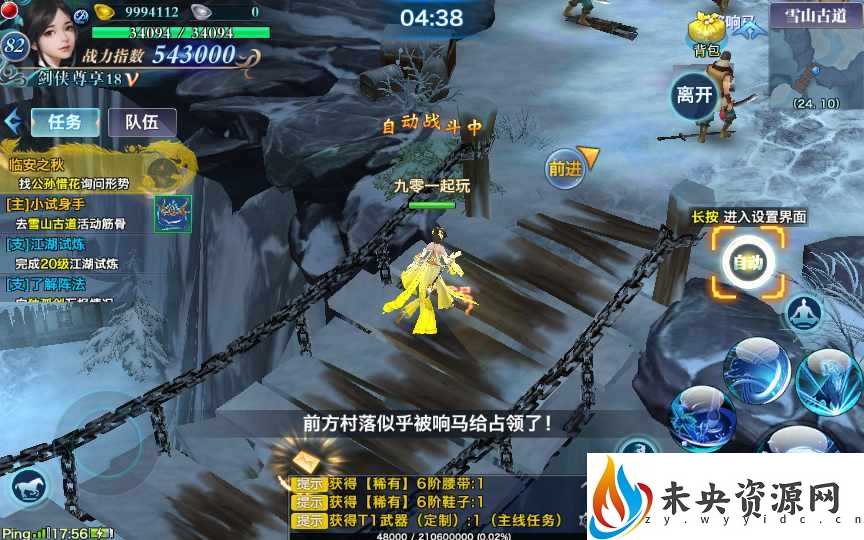 9994112
0
34094 / 34094
82
战力指数 543000
剑侠尊享18
任务
队伍
临安之秋
找公孙惜花询问形势
[主]小试身手
去雪山古道活动筋骨
[支]江湖试炼
完成20级江湖试炼
[支]了解阵法
04:38
自动战斗中
九零一起玩
前进
背包
响马
离开
雪山古道
(24, 10)
长按 进入设置界面
自动
前方村落似乎被响马给占领了!
提示 获得【稀有】6阶腰带:1
提示 获得【稀有】6阶鞋子:1
提示 获得T1武器（定制）:1（主线任务）
48000 / 210600000 (0.02%)
Ping
17:56
未央资源网
zy.wyyidc.cn